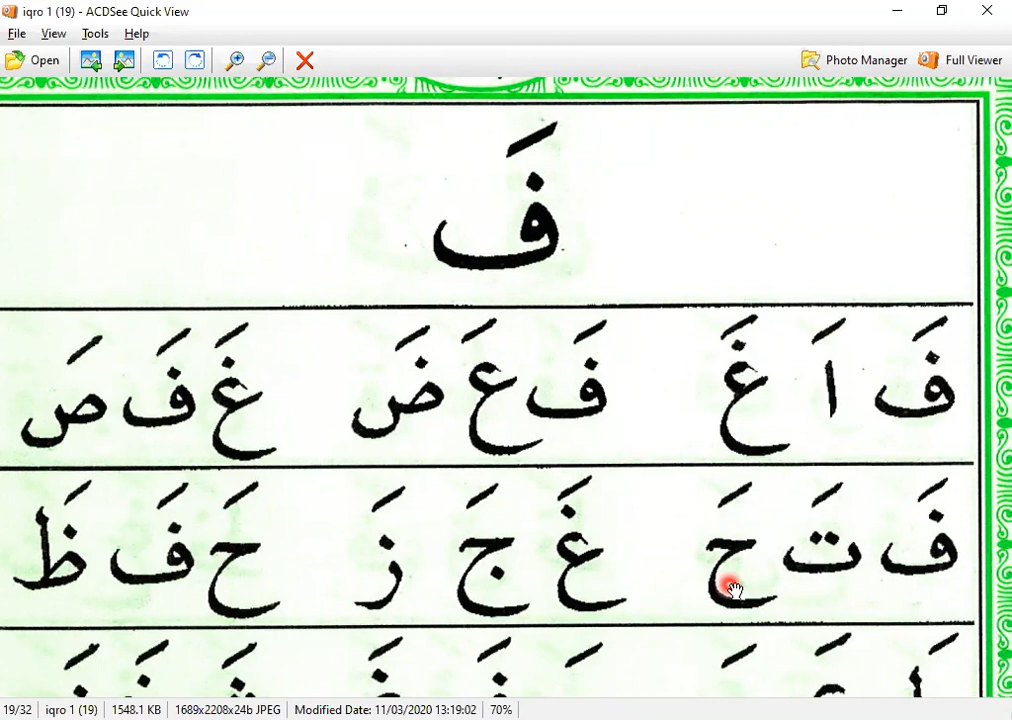 iqro 1 (19) - ACDSee Quick View
File View Tools Help
Open Photo Manager Full Viewer
فَ
فَ اَ غَ فَ عَ ضَ غَ فَ صَ
فَ تَ حَ غَ جَ زَ حَ فَ ظَ
19/32 iqro 1 (19) 1548.1 KB 1689x2208x24b JPEG Modified Date: 11/03/2020 13:19:02 70%